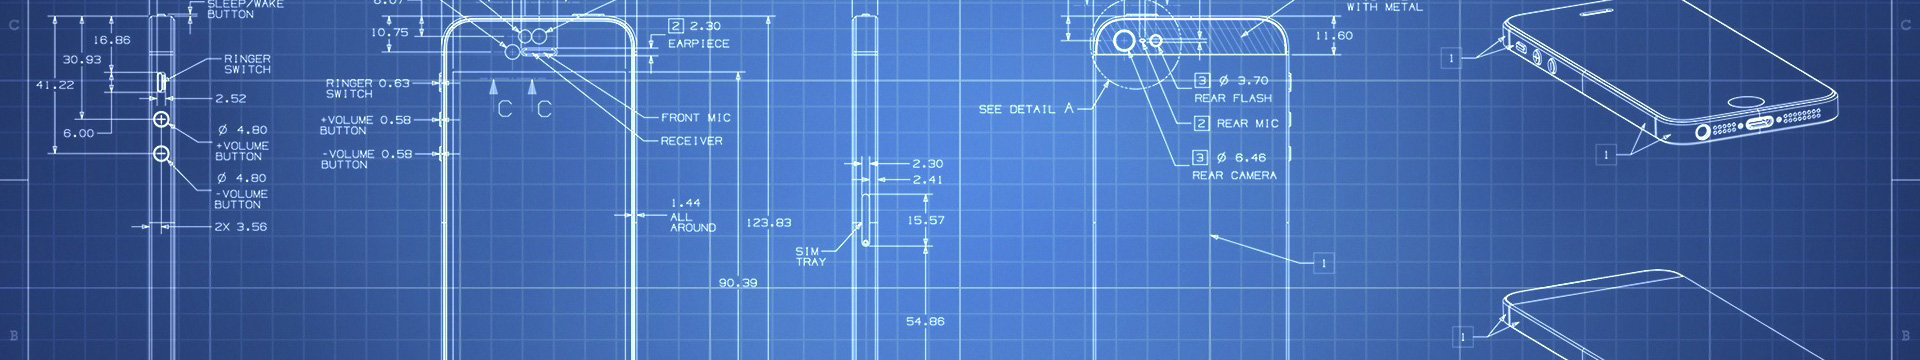 SLEEP/WAKE
BUTTON
C
16.86
30.93
41.22
RINGER
SWITCH
2.52
6.00
Ø 4.80
+VOLUME
BUTTON
Ø 4.80
-VOLUME
BUTTON
2X 3.56
B
10.75
2 2.30
EARPIECE
RINGER 0.63
SWITCH
C C
+VOLUME 0.58
BUTTON
-VOLUME 0.58
BUTTON
FRONT MIC
RECEIVER
1.44
ALL
AROUND
123.83
90.39
2.30
2.41
15.57
SIM
TRAY
54.86
WITH METAL
11.60
3 Ø 3.70
REAR FLASH
SEE DETAIL A
2 REAR MIC
3 Ø 6.46
REAR CAMERA
1
1
1
1
C
B